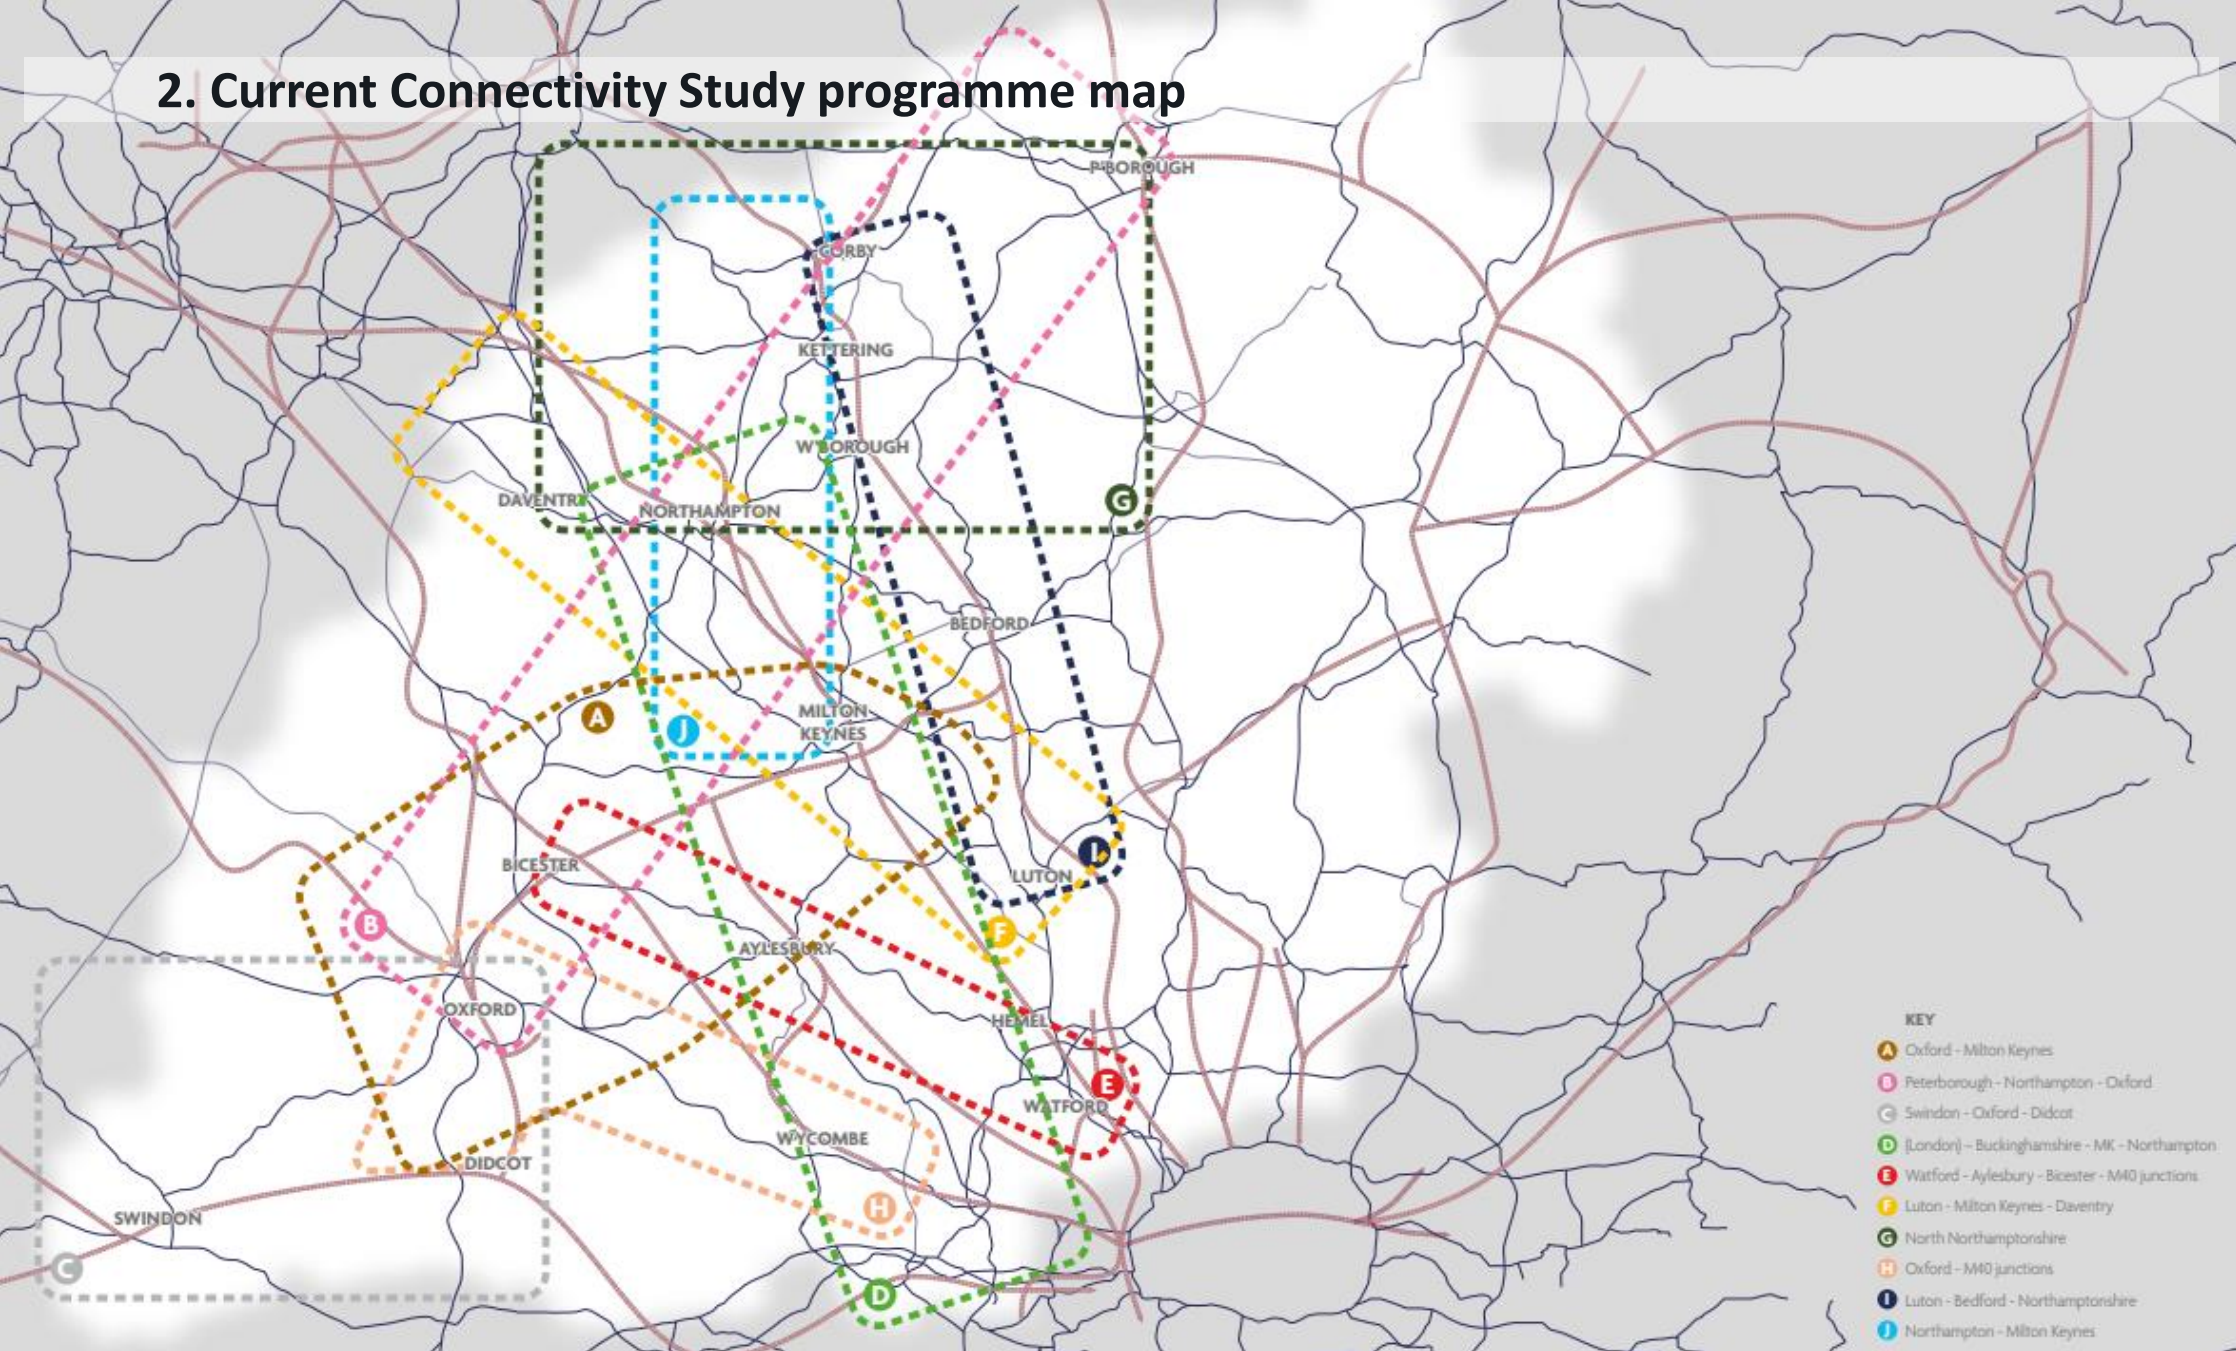 2. Current Connectivity Study programme map
P'BOROUGH
CORBY
KETTERING
W'BOROUGH
DAVENTRY
NORTHAMPTON
G
BEDFORD
A
J
MILTON
KEYNES
BICESTER
I
LUTON
B
F
AYLESBURY
OXFORD
HEMEL
E
WATFORD
WYCOMBE
DIDCOT
H
SWINDON
C
D
KEY
A Oxford - Milton Keynes
B Peterborough - Northampton - Oxford
C Swindon - Oxford - Didcot
D (London) – Buckinghamshire - MK - Northampton
E Watford - Aylesbury - Bicester - M40 junctions
F Luton - Milton Keynes - Daventry
G North Northamptonshire
H Oxford - M40 junctions
I Luton - Bedford - Northamptonshire
J Northampton - Milton Keynes